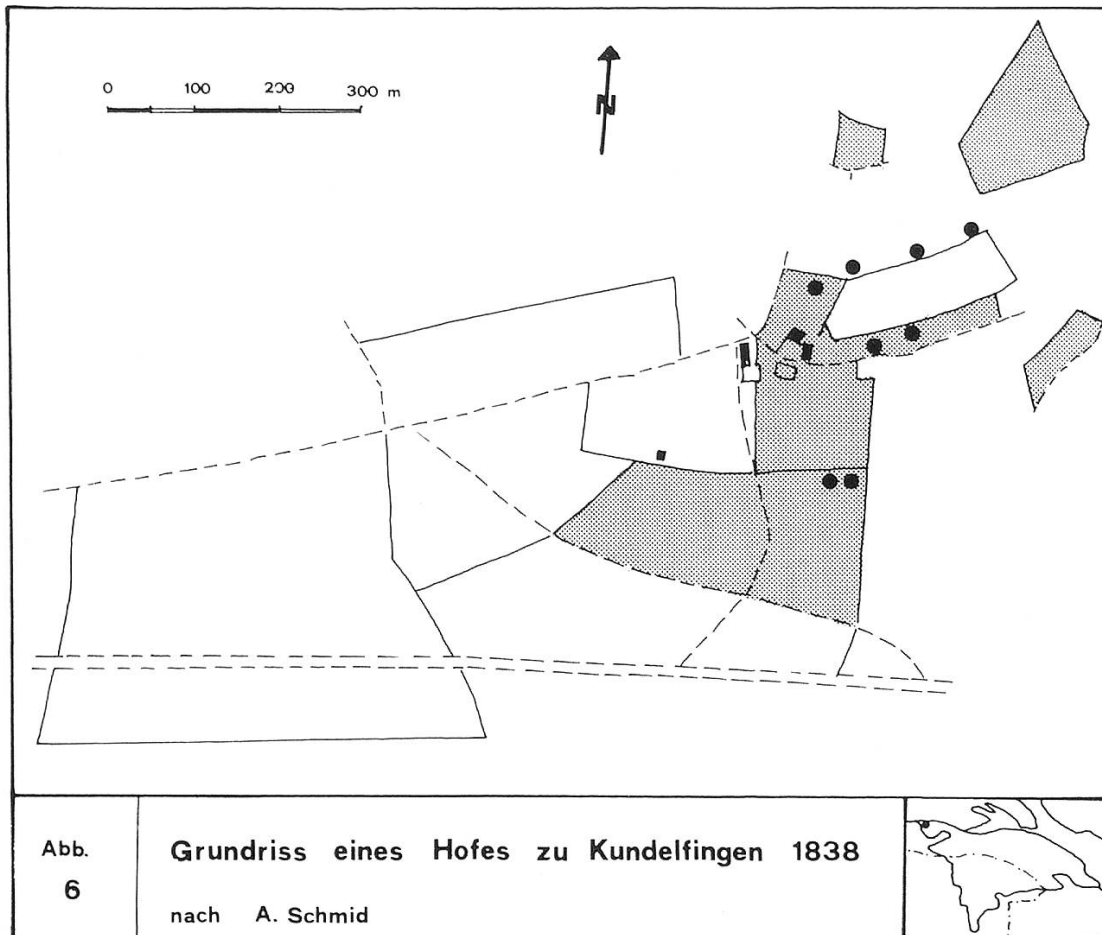 0 100 200 300 m
N
Abb.
6
Grundriss eines Hofes zu Kundelfingen 1838
nach A. Schmid